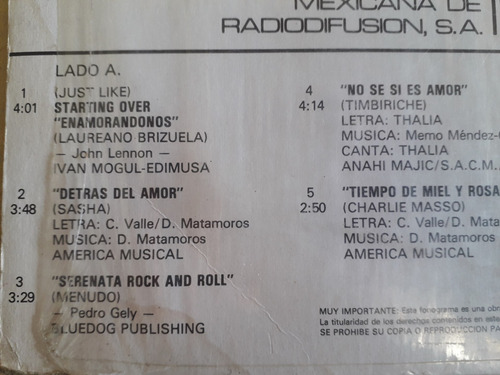 MEXICANA DE
RADIODIFUSION, S.A.
LADO A.
1 (JUST LIKE)
4:01 STARTING OVER
"ENAMORANDONOS"
(LAUREANO BRIZUELA)
— John Lennon —
IVAN MOGUL-EDIMUSA
2 "DETRAS DEL AMOR"
3:48 (SASHA)
LETRA: C. Valle/D. Matamoros
MUSICA: D. Matamoros
AMERICA MUSICAL
3 "SERENATA ROCK AND ROLL"
3:29 (MENUDO)
— Pedro Gely —
BLUEDOG PUBLISHING
4 "NO SE SI ES AMOR"
4:14 (TIMBIRICHE)
LETRA: THALIA
MUSICA: Memo Méndez-
CANTA: THALIA
ANAHI MAJIC/S.A.C.M.
5 "TIEMPO DE MIEL Y ROSA
2:50 (CHARLIE MASSO)
LETRA: C. Valle/D. Matam
MUSICA: D. Matamoros
AMERICA MUSICAL
MUY IMPORTANTE: Este fonograma es una obr
La titularidad de los derechos contenidos en este
SE PROHIBE SU COPIA O REPRODUCCION PA